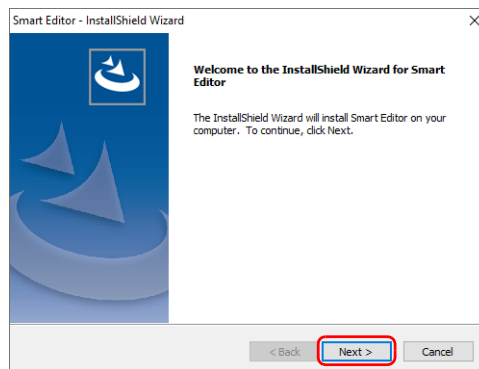 Smart Editor - InstallShield Wizard
Welcome to the InstallShield Wizard for Smart
Editor
The InstallShield Wizard will install Smart Editor on your
computer. To continue, click Next.
< Back Next > Cancel